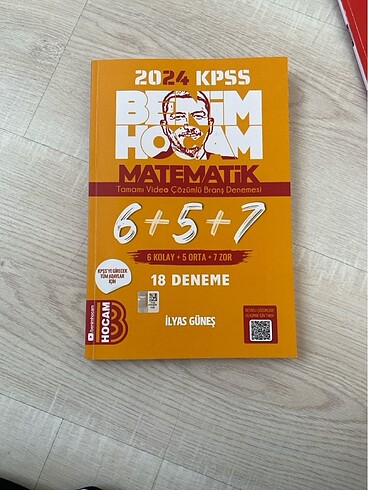 2024 KPSS
BENİM
HOCAM
MATEMATİK
Tamamı Video Çözümlü Branş Denemesi
6+5+7
6 KOLAY + 5 ORTA + 7 ZOR
KPSS'YE GİRECEK
TÜM ADAYLAR
İÇİN
18 DENEME
benimhocam
HOCAM
İLYAS GÜNEŞ